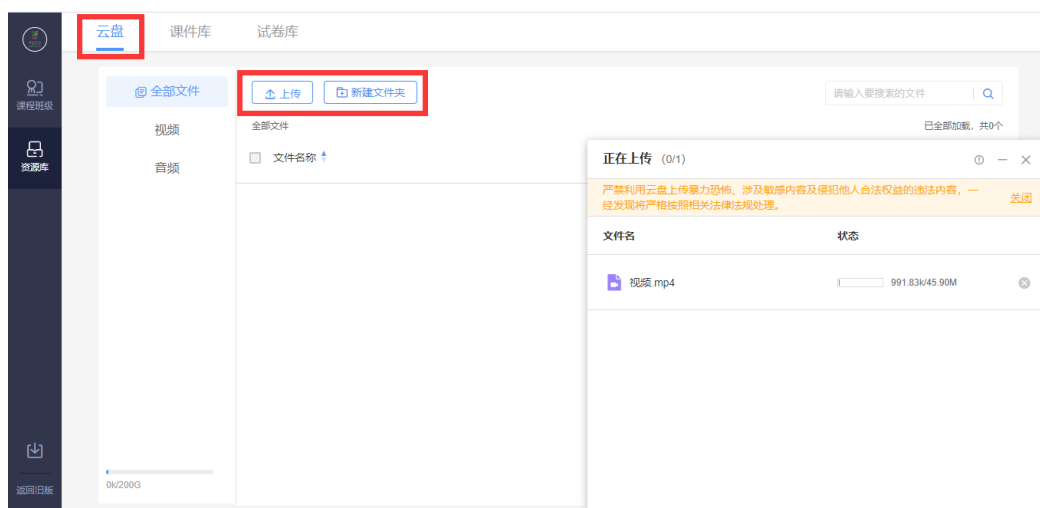 云盘
课件库
试卷库
课程班级
资源库
返回旧版
全部文件
视频
音频
0k/200G
上传
新建文件夹
请输入要搜索的文件
全部文件
已全部加载，共0个
文件名称
正在上传 (0/1)
严禁利用云盘上传暴力恐怖、涉及敏感内容及侵犯他人合法权益的违法内容，一
经发现将严格按照相关法律法规处理。
关闭
文件名
状态
视频.mp4
991.83k/45.90M